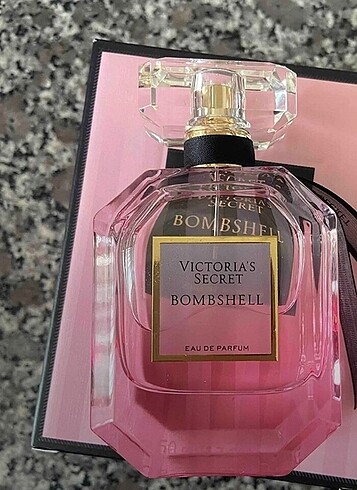 VICTORIA'S
SECRET
BOMBSHELL
VICTORIA'S
SECRET
BOMBSHELL
EAU DE PARFUM